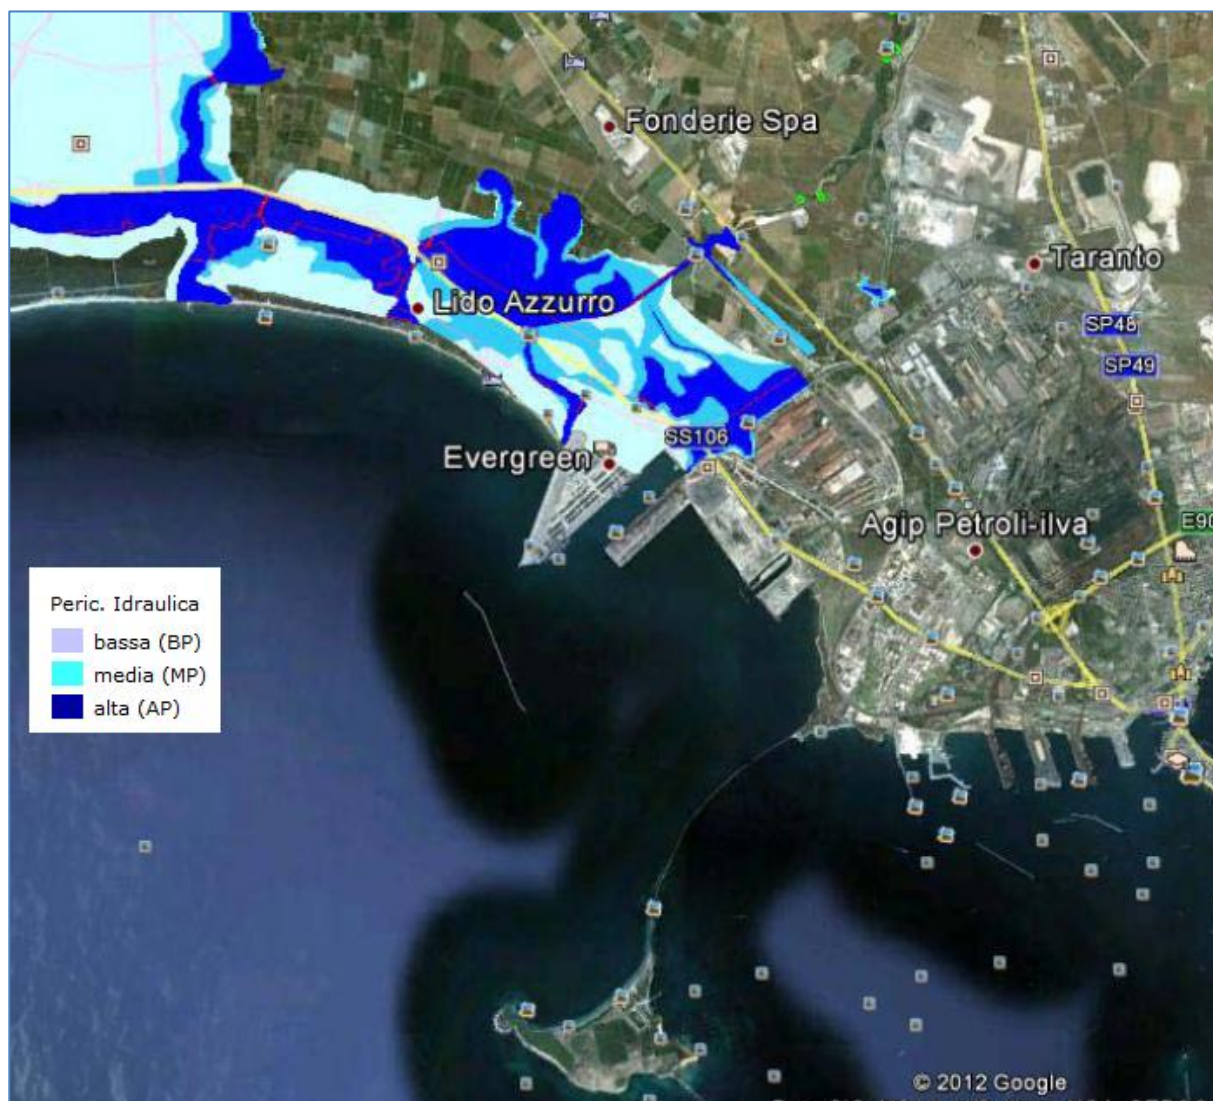 Fonderie Spa
Taranto
Lido Azzurro
SP48
SP49
SS106
Evergreen
E90
Agip Petroli-ilva
Peric. Idraulica
bassa (BP)
media (MP)
alta (AP)
© 2012 Google